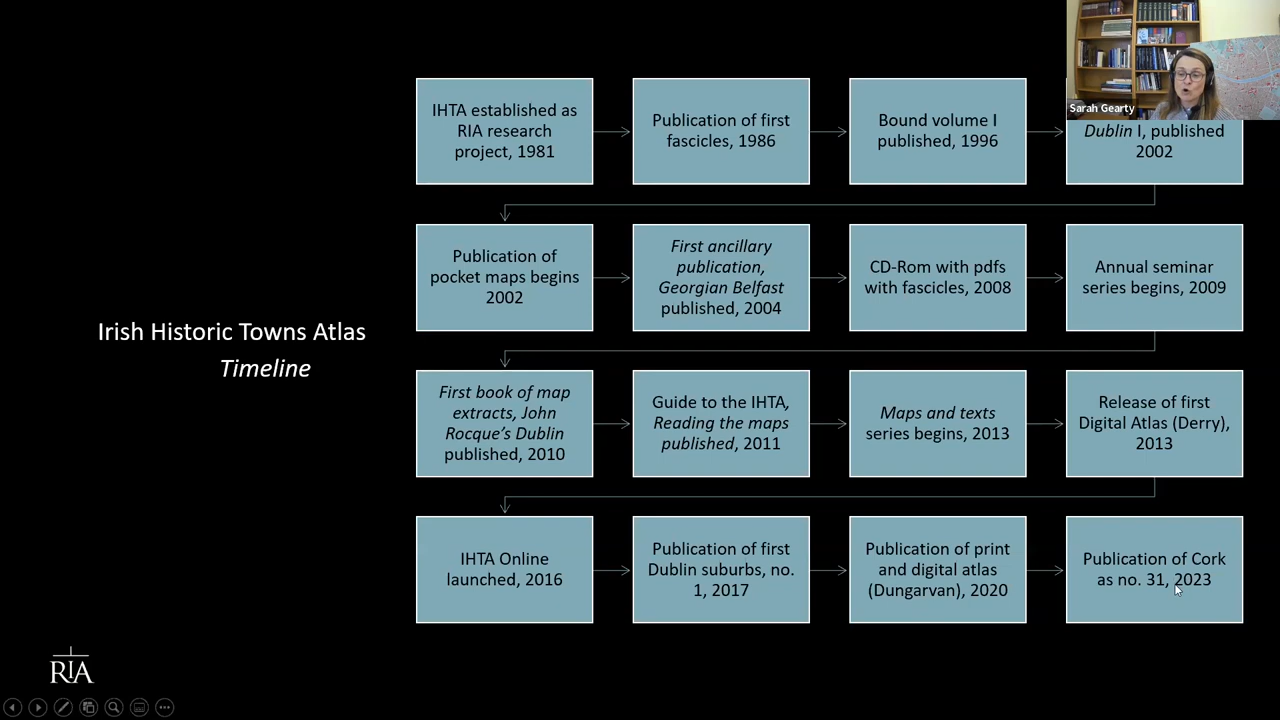 Irish Historic Towns Atlas
Timeline
IHTA established as
RIA research
project, 1981
Publication of first
fascicles, 1986
Bound volume I
published, 1996
Dublin I, published
2002
Publication of
pocket maps begins
2002
First ancillary
publication,
Georgian Belfast
published, 2004
CD-Rom with pdfs
with fascicles, 2008
Annual seminar
series begins, 2009
First book of map
extracts, John
Rocque’s Dublin
published, 2010
Guide to the IHTA,
Reading the maps
published, 2011
Maps and texts
series begins, 2013
Release of first
Digital Atlas (Derry),
2013
IHTA Online
launched, 2016
Publication of first
Dublin suburbs, no.
1, 2017
Publication of print
and digital atlas
(Dungarvan), 2020
Publication of Cork
as no. 31, 2023
Sarah Gearty
RIA